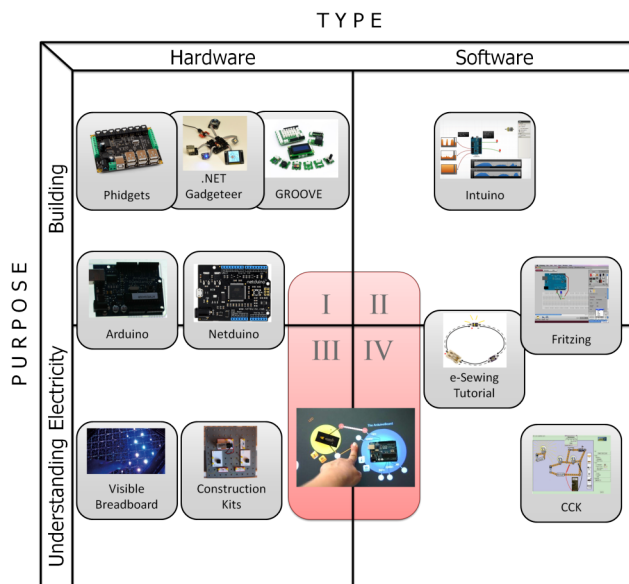 TYPE
Hardware
Software
PURPOSE
Building
Understanding Electricity
Phidgets
.NET
Gadgeteer
GROOVE
Intuino
Arduino
netduino
Netduino
I
II
III
IV
e-Sewing
Tutorial
Fritzing
Visible
Breadboard
Construction
Kits
CCK